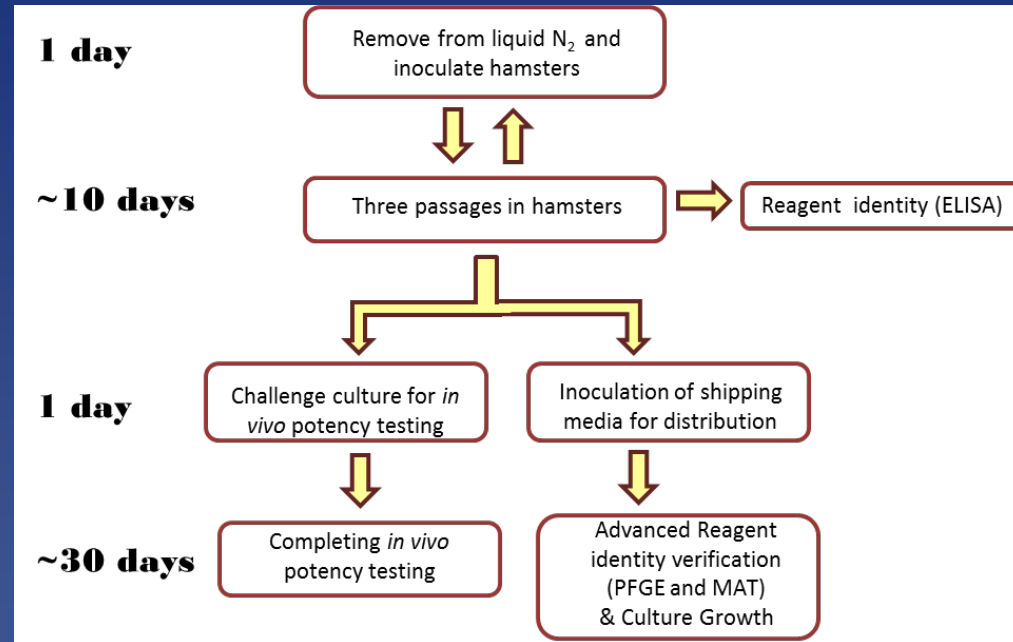 1 day
Remove from liquid N₂ and
inoculate hamsters
~10 days
Three passages in hamsters
Reagent identity (ELISA)
1 day
Challenge culture for in
vivo potency testing
Inoculation of shipping
media for distribution
~30 days
Completing in vivo
potency testing
Advanced Reagent
identity verification
(PFGE and MAT)
& Culture Growth